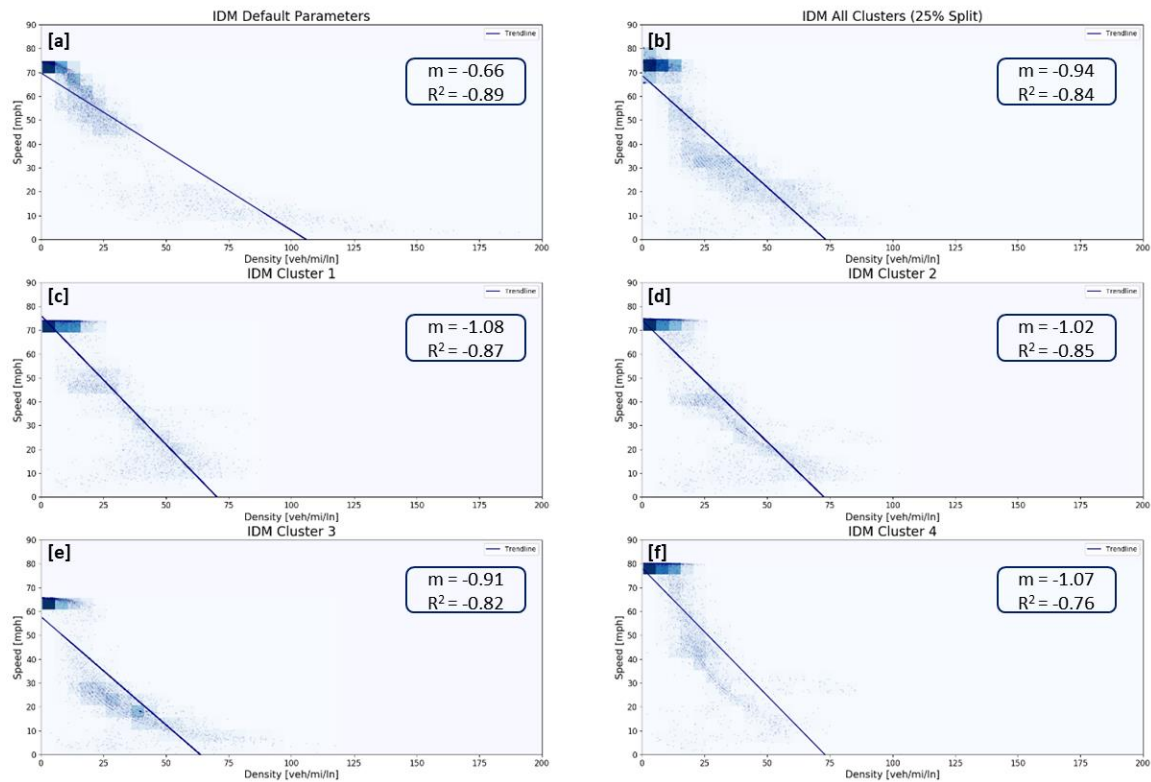 IDM Default Parameters
[a]
Trendline
m = -0.66
R² = -0.89
90
80
70
60
50
40
30
20
10
0
Speed [mph]
0 25 50 75 100 125 150 175 200
Density [veh/mi/ln]
IDM All Clusters (25% Split)
[b]
Trendline
m = -0.94
R² = -0.84
90
80
70
60
50
40
30
20
10
0
Speed [mph]
0 25 50 75 100 125 150 175 200
Density [veh/mi/ln]
IDM Cluster 1
[c]
Trendline
m = -1.08
R² = -0.87
90
80
70
60
50
40
30
20
10
0
Speed [mph]
0 25 50 75 100 125 150 175 200
Density [veh/mi/ln]
IDM Cluster 2
[d]
Trendline
m = -1.02
R² = -0.85
90
80
70
60
50
40
30
20
10
0
Speed [mph]
0 25 50 75 100 125 150 175 200
Density [veh/mi/ln]
IDM Cluster 3
[e]
Trendline
m = -0.91
R² = -0.82
90
80
70
60
50
40
30
20
10
0
Speed [mph]
0 25 50 75 100 125 150 175 200
Density [veh/mi/ln]
IDM Cluster 4
[f]
Trendline
m = -1.07
R² = -0.76
90
80
70
60
50
40
30
20
10
0
Speed [mph]
0 25 50 75 100 125 150 175 200
Density [veh/mi/ln]